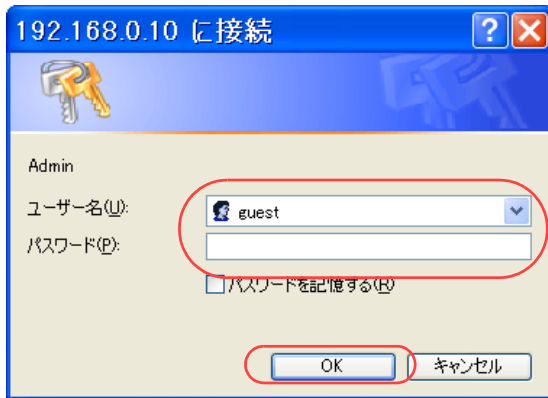 192.168.0.10 に接続
Admin
ユーザー名(U):
guest
パスワード(P):
パスワードを記憶する(R)
OK
キャンセル